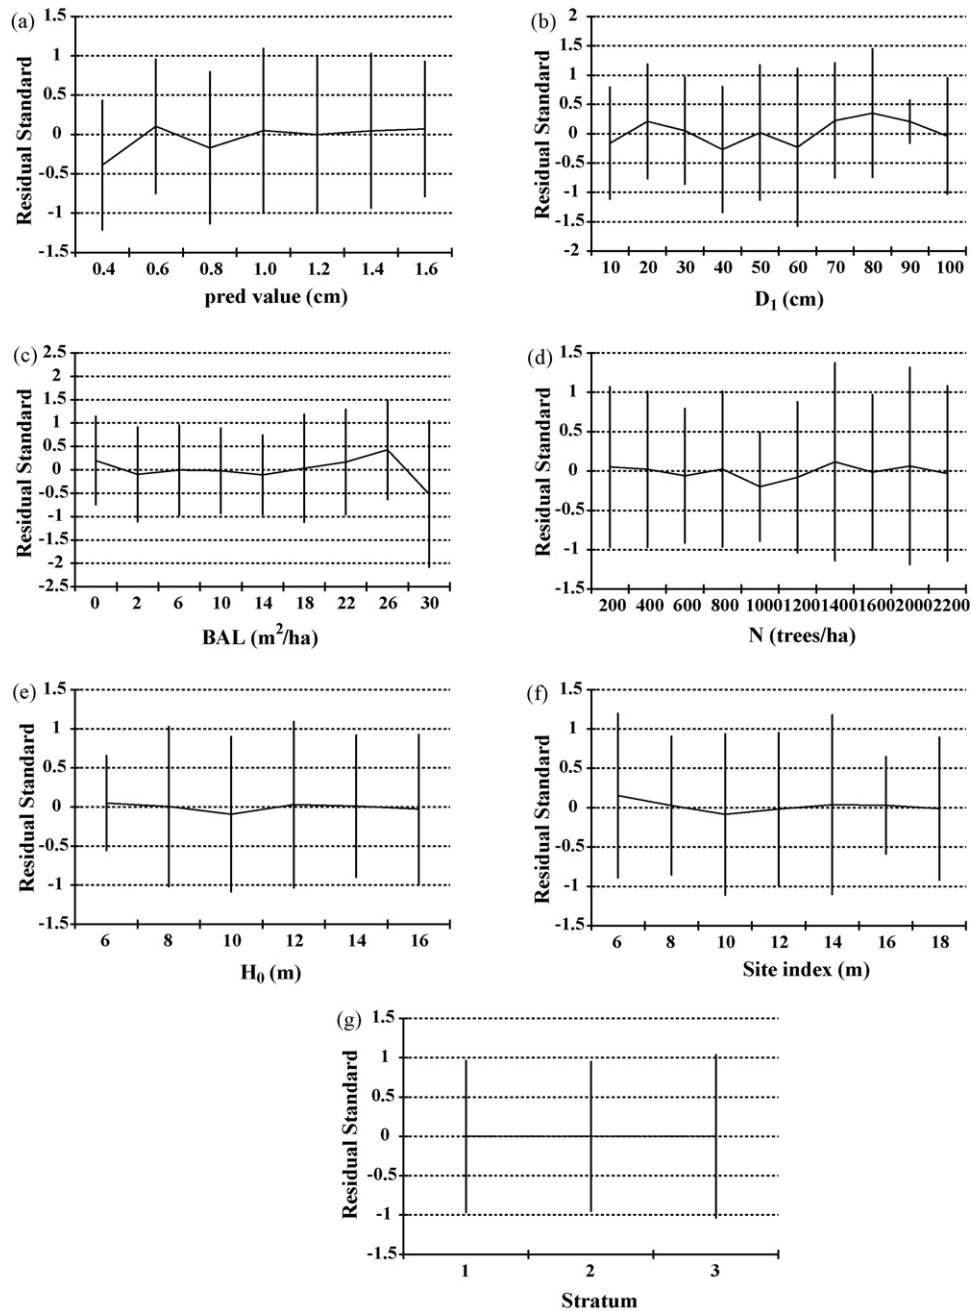 (a)
Residual Standard
1.5
1
0.5
0
-0.5
-1
-1.5
0.4 0.6 0.8 1.0 1.2 1.4 1.6
pred value (cm)
(b)
Residual Standard
2
1.5
1
0.5
0
-0.5
-1
-1.5
-2
10 20 30 40 50 60 70 80 90 100
D₁ (cm)
(c)
Residual Standard
2.5
2
1.5
1
0.5
0
-0.5
-1
-1.5
-2
-2.5
0 2 6 10 14 18 22 26 30
BAL (m²/ha)
(d)
Residual Standard
1.5
1
0.5
0
-0.5
-1
-1.5
200 400 600 800 1000 1200 1400 1600 2000 2200
N (trees/ha)
(e)
Residual Standard
1.5
1
0.5
0
-0.5
-1
-1.5
6 8 10 12 14 16
H₀ (m)
(f)
Residual Standard
1.5
1
0.5
0
-0.5
-1
-1.5
6 8 10 12 14 16 18
Site index (m)
(g)
Residual Standard
1.5
1
0.5
0
-0.5
-1
-1.5
1 2 3
Stratum